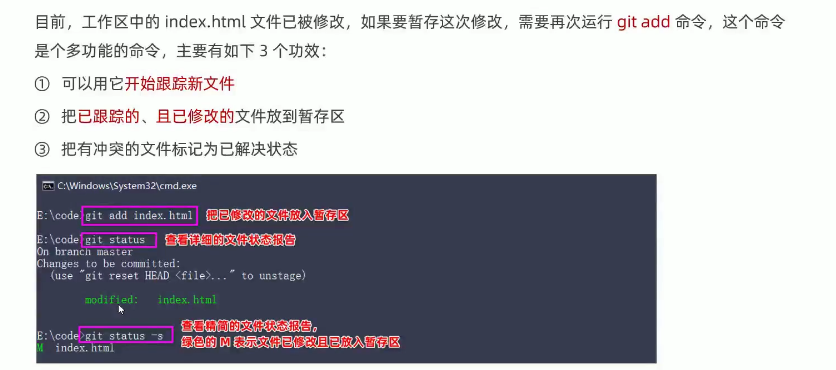 目前，工作区中的 index.html 文件已被修改，如果要暂存这次修改，需要再次运行 git add 命令，这个命令
是个多功能的命令，主要有如下 3 个功效：
① 可以用它开始跟踪新文件
② 把已跟踪的、且已修改的文件放到暂存区
③ 把有冲突的文件标记为已解决状态
C:\Windows\System32\cmd.exe
E:\code>git add index.html 把已修改的文件放入暂存区
E:\code>git status 查看详细的文件状态报告
On branch master
Changes to be committed:
(use "git reset HEAD <file>..." to unstage)
modified: index.html
查看精简的文件状态报告，
E:\code>git status -s
绿色的 M 表示文件已修改且已放入暂存区
M index.html